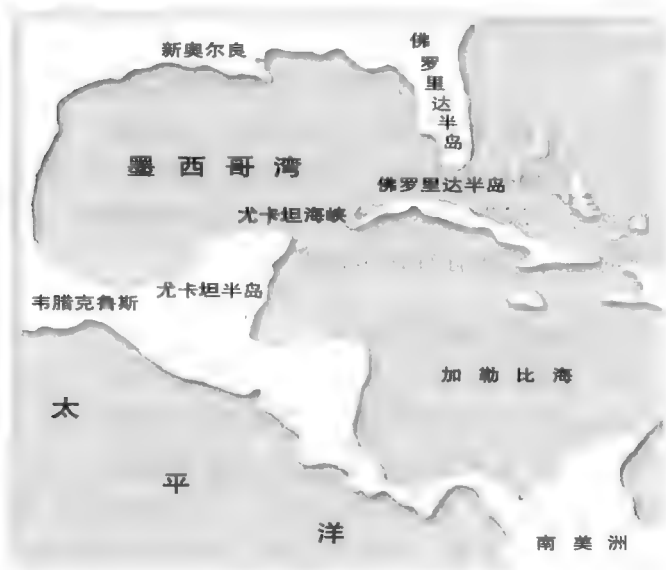 新奥尔良
佛罗里达半岛
墨西哥湾
佛罗里达半岛
尤卡坦海峡
尤卡坦半岛
韦腊克鲁斯
加勒比海
太平洋
南美洲